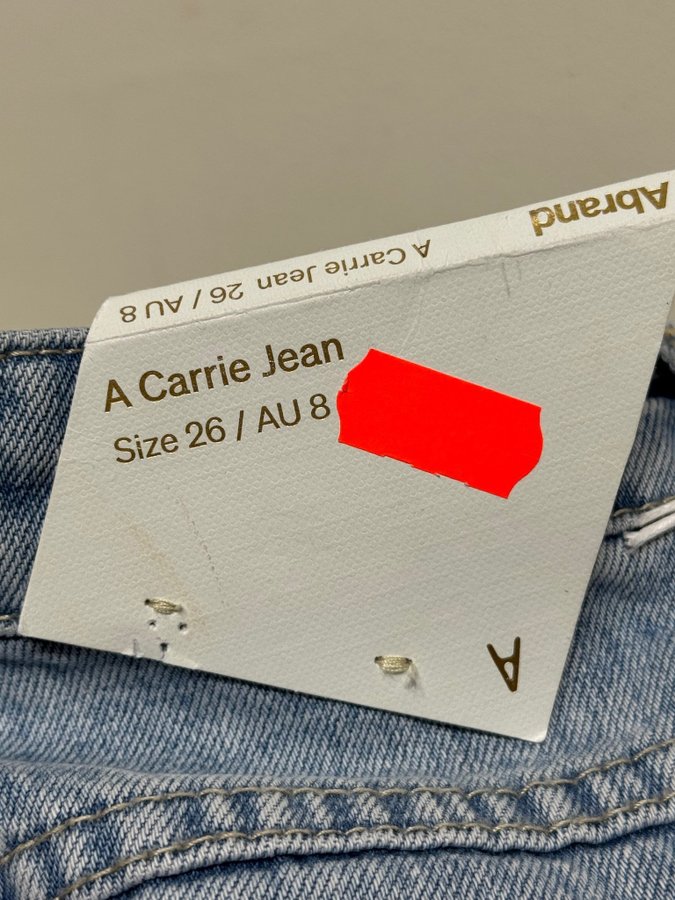 Abrand
A Carrie Jean 26 / AU 8
A Carrie Jean
Size 26 / AU 8
A